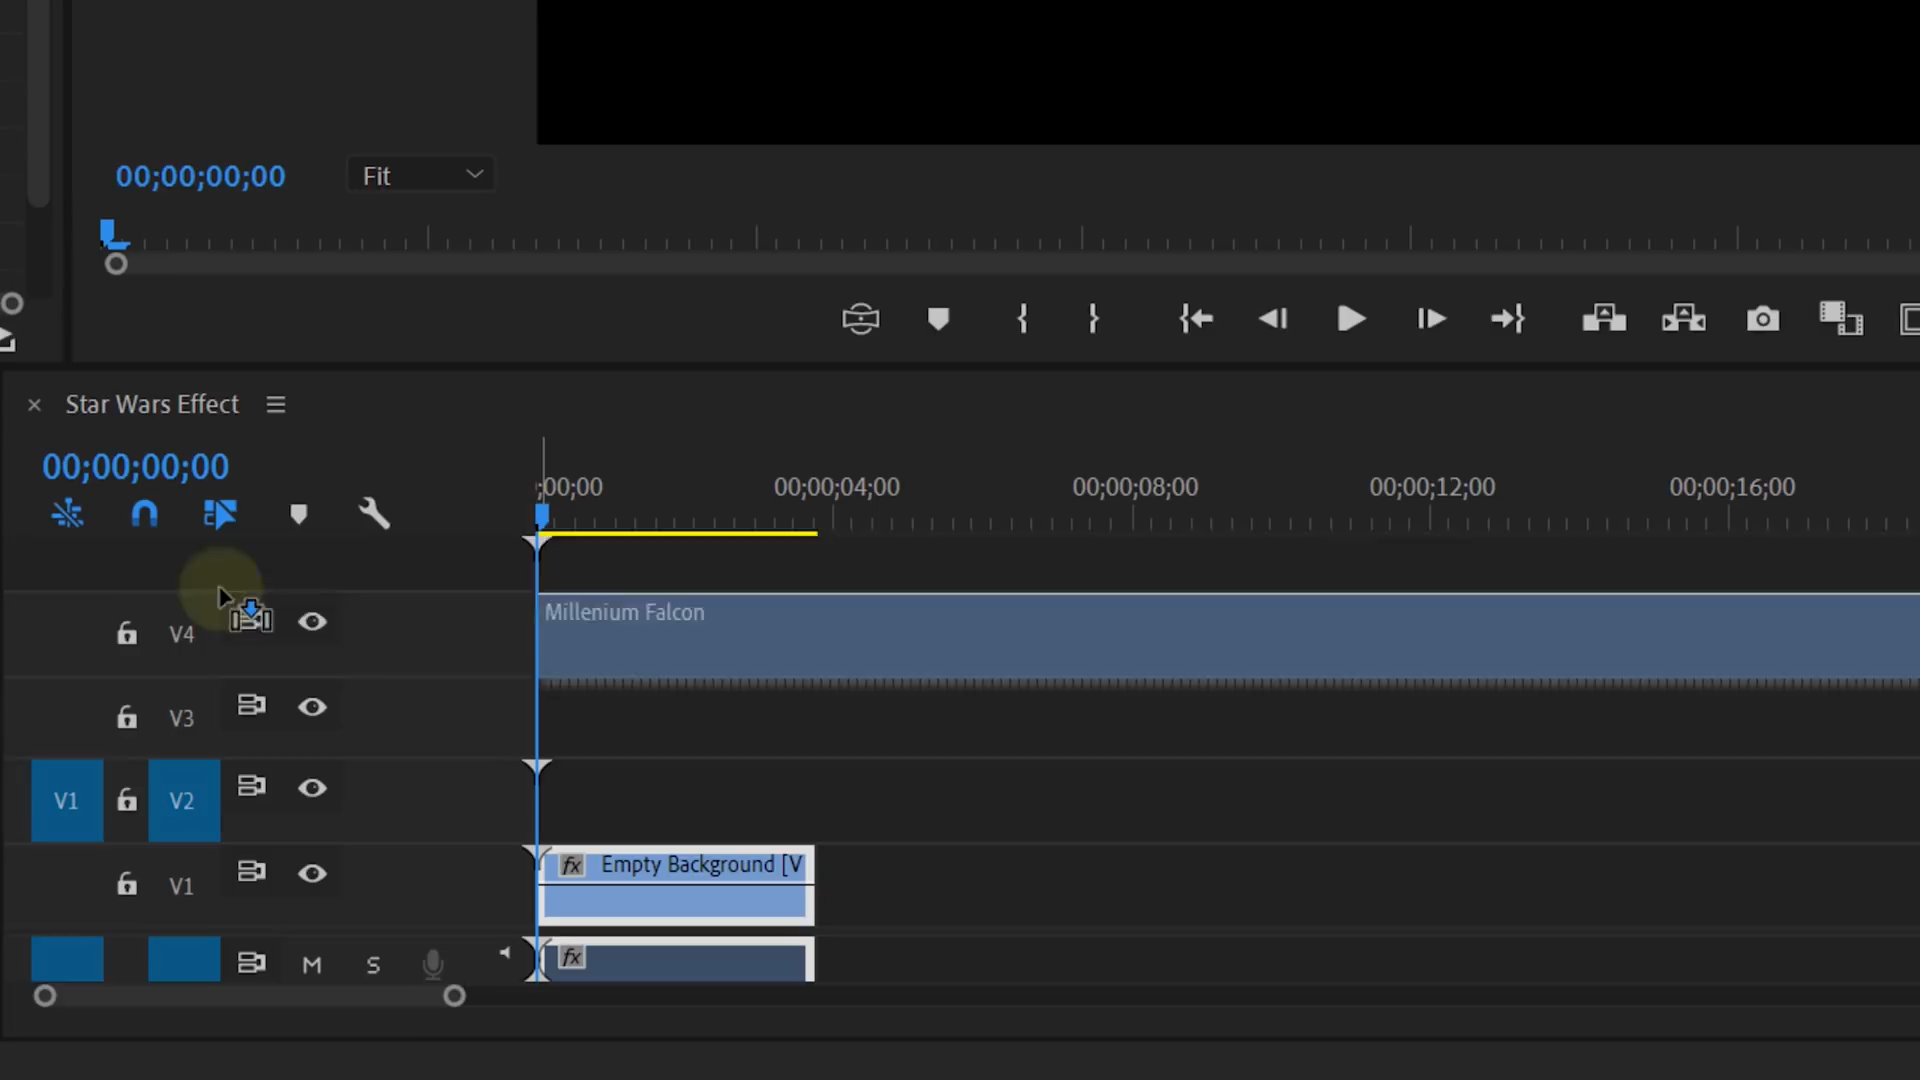 00;00;00;00
Fit
Star Wars Effect
00;00;00;00
;00;00
00;00;04;00
00;00;08;00
00;00;12;00
00;00;16;00
V4
Millenium Falcon
V3
V1
V2
V1
fx
Empty Background [V
M
S
fx